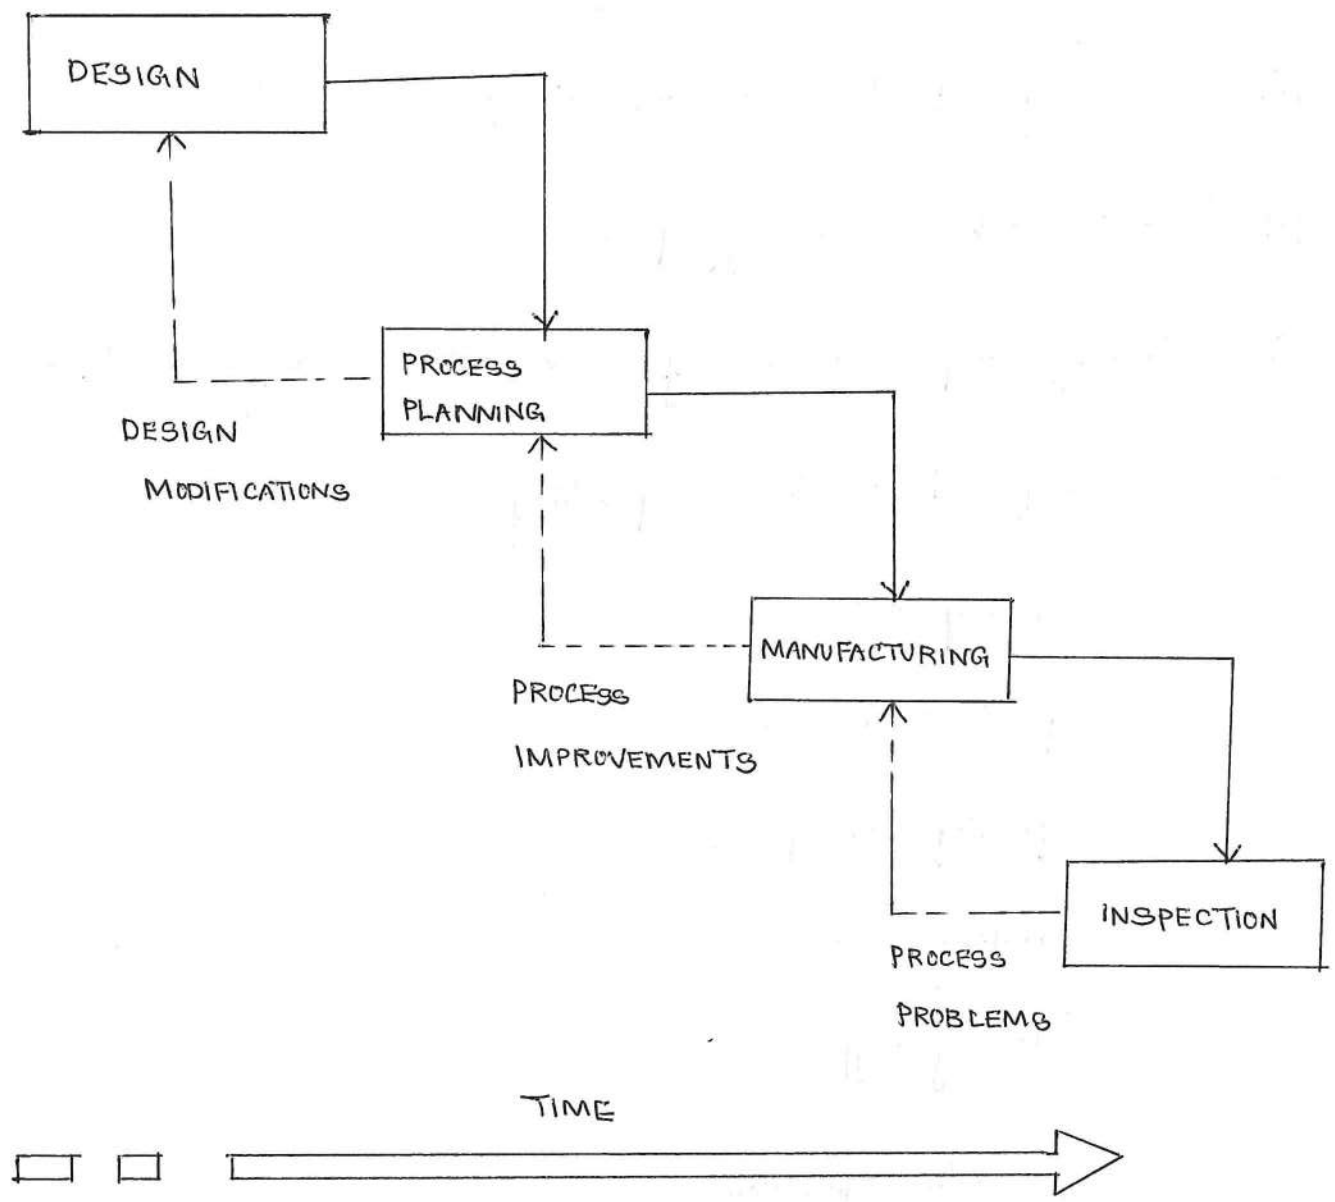 DESIGN
PROCESS
PLANNING
DESIGN
MODIFICATIONS
MANUFACTURING
PROCESS
IMPROVEMENTS
INSPECTION
PROCESS
PROBLEMS
TIME